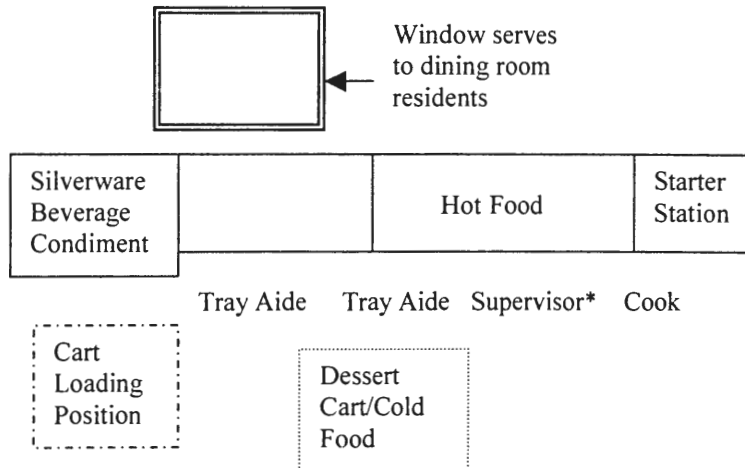 Window serves
to dining room
residents
Silverware
Beverage
Condiment
Hot Food
Starter
Station
Tray Aide
Tray Aide
Supervisor*
Cook
Cart
Loading
Position
Dessert
Cart/Cold
Food